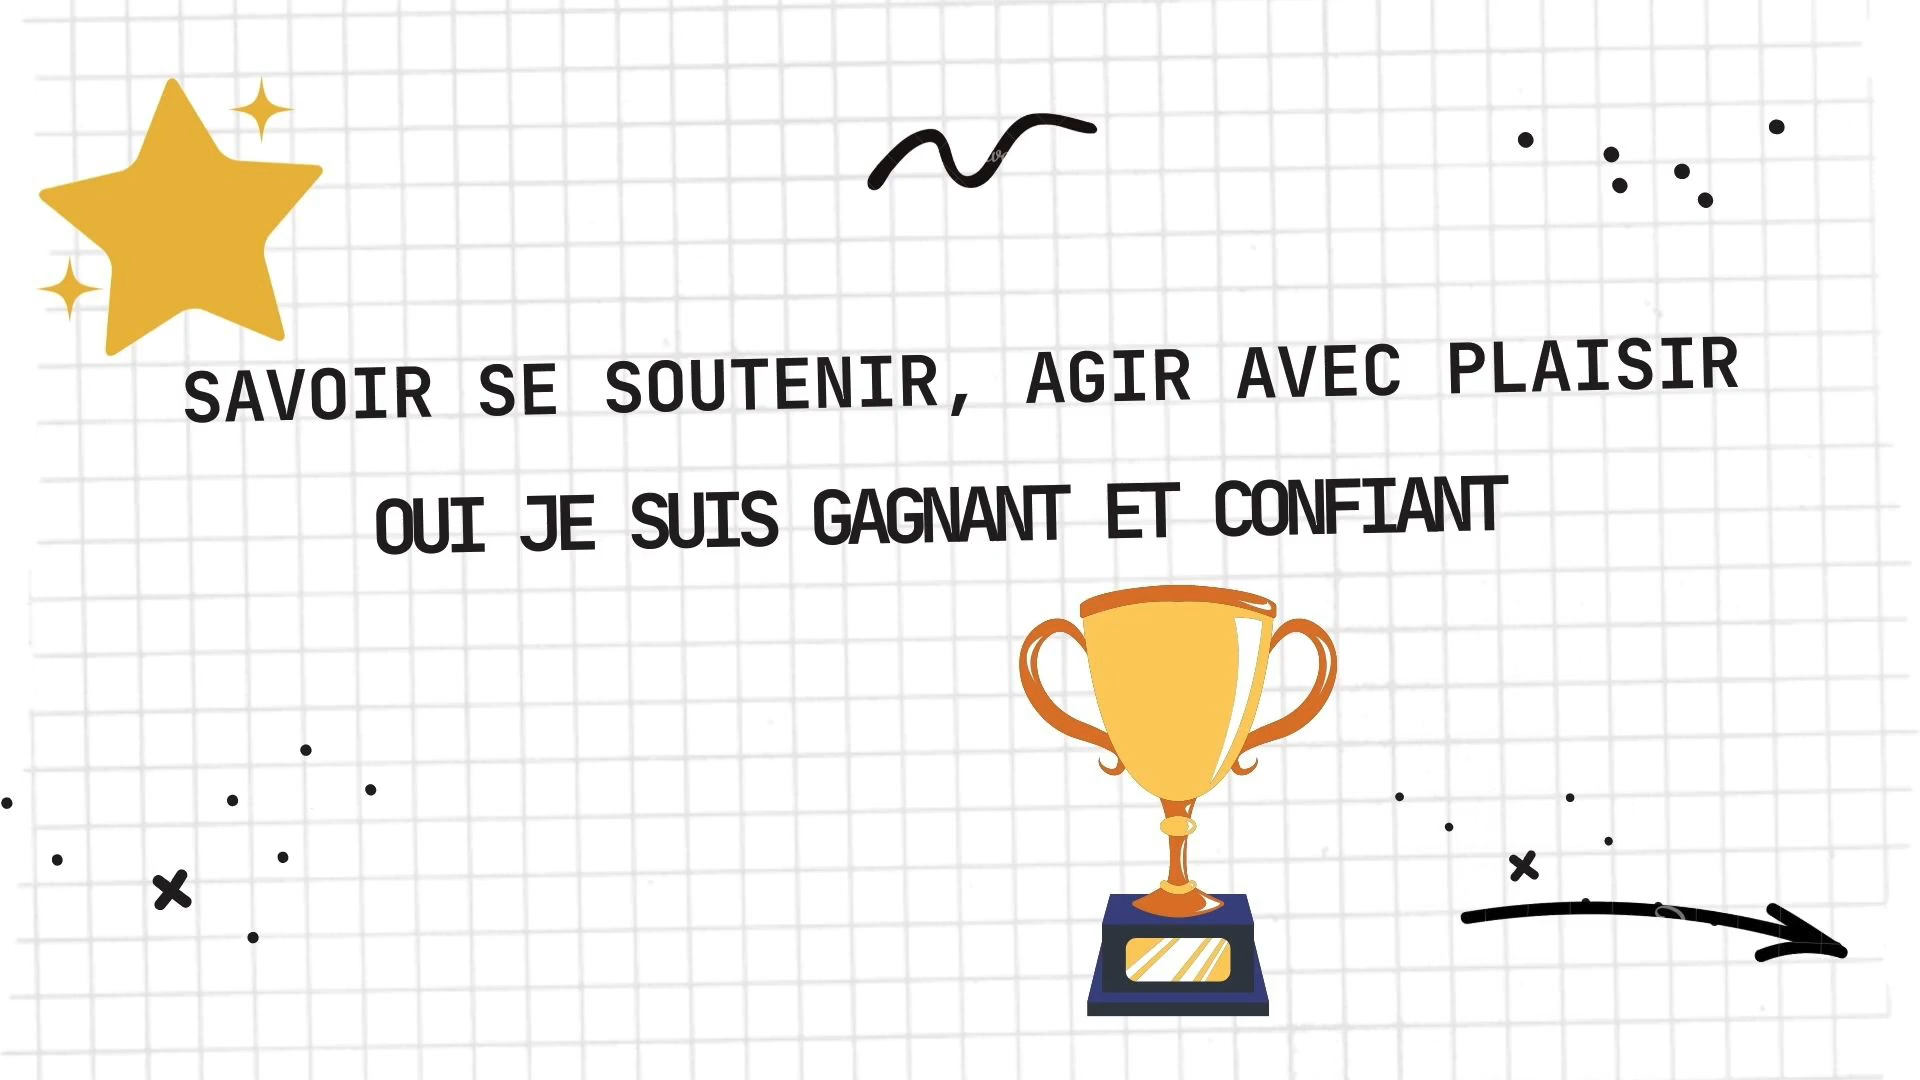 SAVOIR SE SOUTENIR, AGIR AVEC PLAISIR
OUI JE SUIS GAGNANT ET CONFIANT